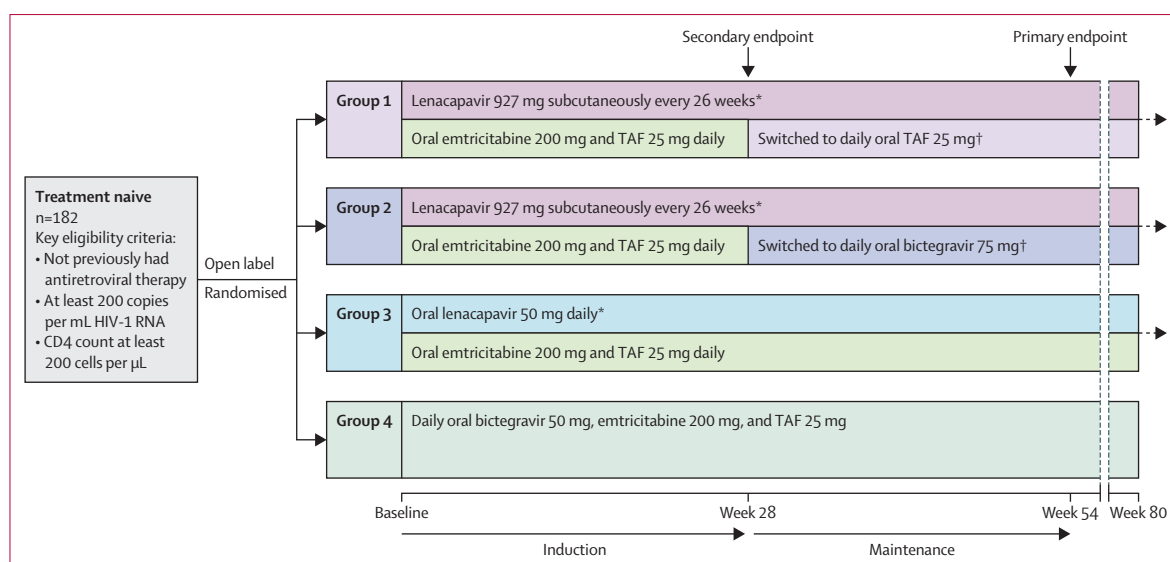 Secondary endpoint
Primary endpoint
Treatment naive
n=182
Key eligibility criteria:
• Not previously had
antiretroviral therapy
• At least 200 copies
per mL HIV-1 RNA
• CD4 count at least
200 cells per µL
Open label
Randomised
Group 1
Lenacapavir 927 mg subcutaneously every 26 weeks*
Oral emtricitabine 200 mg and TAF 25 mg daily
Switched to daily oral TAF 25 mg†
Group 2
Lenacapavir 927 mg subcutaneously every 26 weeks*
Oral emtricitabine 200 mg and TAF 25 mg daily
Switched to daily oral bictegravir 75 mg†
Group 3
Oral lenacapavir 50 mg daily*
Oral emtricitabine 200 mg and TAF 25 mg daily
Group 4
Daily oral bictegravir 50 mg, emtricitabine 200 mg, and TAF 25 mg
Baseline
Week 28
Week 54
Week 80
Induction
Maintenance